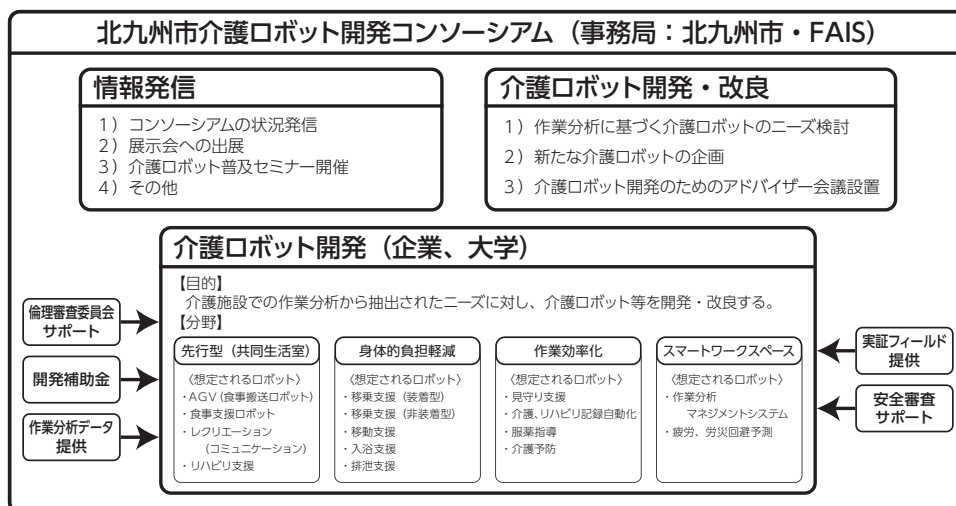 北九州市介護ロボット開発コンソーシアム（事務局：北九州市・FAIS）
情報発信
1）コンソーシアムの状況発信
2）展示会への出展
3）介護ロボット普及セミナー開催
4）その他
介護ロボット開発・改良
1）作業分析に基づく介護ロボットのニーズ検討
2）新たな介護ロボットの企画
3）介護ロボット開発のためのアドバイザー会議設置
介護ロボット開発（企業、大学）
【目的】
介護施設での作業分析から抽出されたニーズに対し、介護ロボット等を開発・改良する。
【分野】
先行型（共同生活室）
〈想定されるロボット〉
・AGV（食事搬送ロボット）
・食事支援ロボット
・レクリエーション
（コミュニケーション）
・リハビリ支援
身体的負担軽減
〈想定されるロボット〉
・移乗支援（装着型）
・移乗支援（非装着型）
・移動支援
・入浴支援
・排泄支援
作業効率化
〈想定されるロボット〉
・見守り支援
・介護、リハビリ記録自動化
・服薬指導
・介護予防
スマートワークスペース
〈想定されるロボット〉
・作業分析
マネジメントシステム
・疲労、労災回避予測
倫理審査委員会
サポート
開発補助金
作業分析データ
提供
実証フィールド
提供
安全審査
サポート